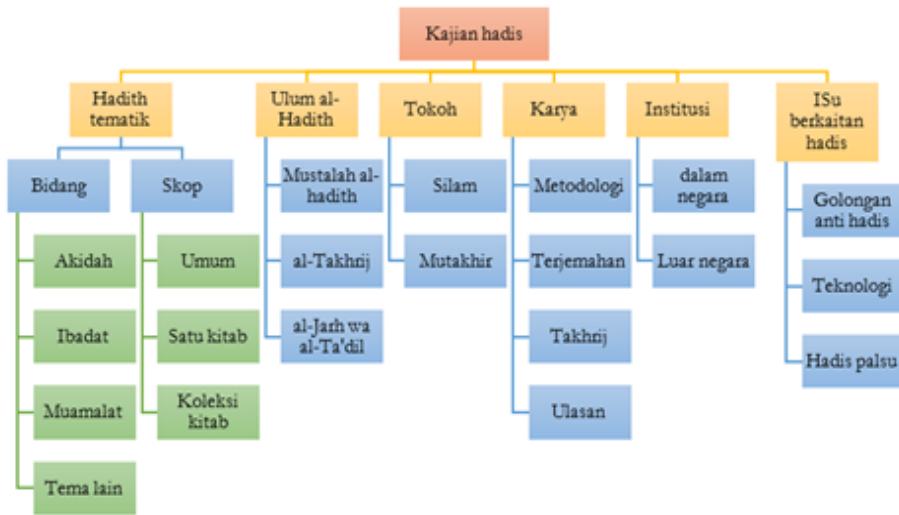 Kajian hadis
Hadith
tematik
Bidang
Akidah
Ibadat
Muamalat
Tema lain
Skop
Umum
Satu kitab
Koleksi
kitab
Ulum al-
Hadith
Mustalah al-
hadith
al-Takhrij
al-Jarh wa
al-Ta'dil
Tokoh
Silam
Mutakhir
Karya
Metodologi
Terjemahan
Takhrij
Ulasan
Institusi
dalam
negara
Luar negara
ISu
berkaitan
hadis
Golongan
anti hadis
Teknologi
Hadis palsu